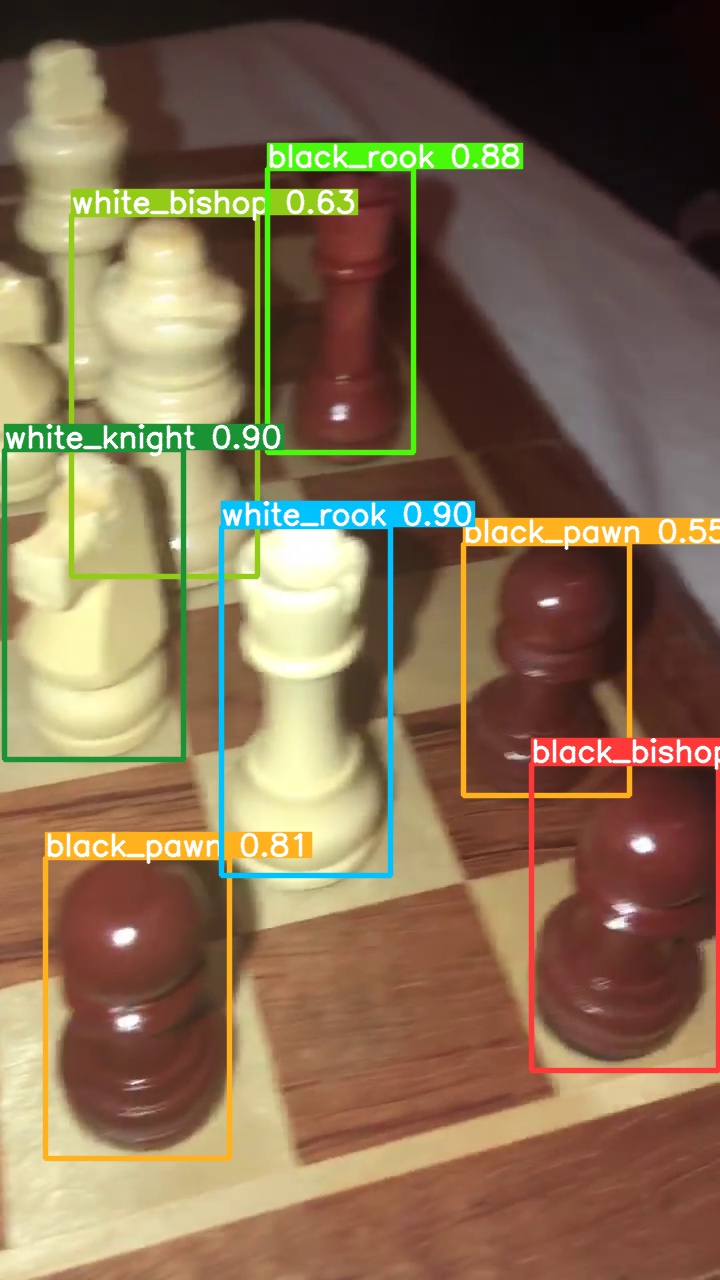 black_rook 0.88
white_bishop 0.63
white_knight 0.90
white_rook 0.90
black_pawn 0.55
black_bishop
black_pawn 0.81